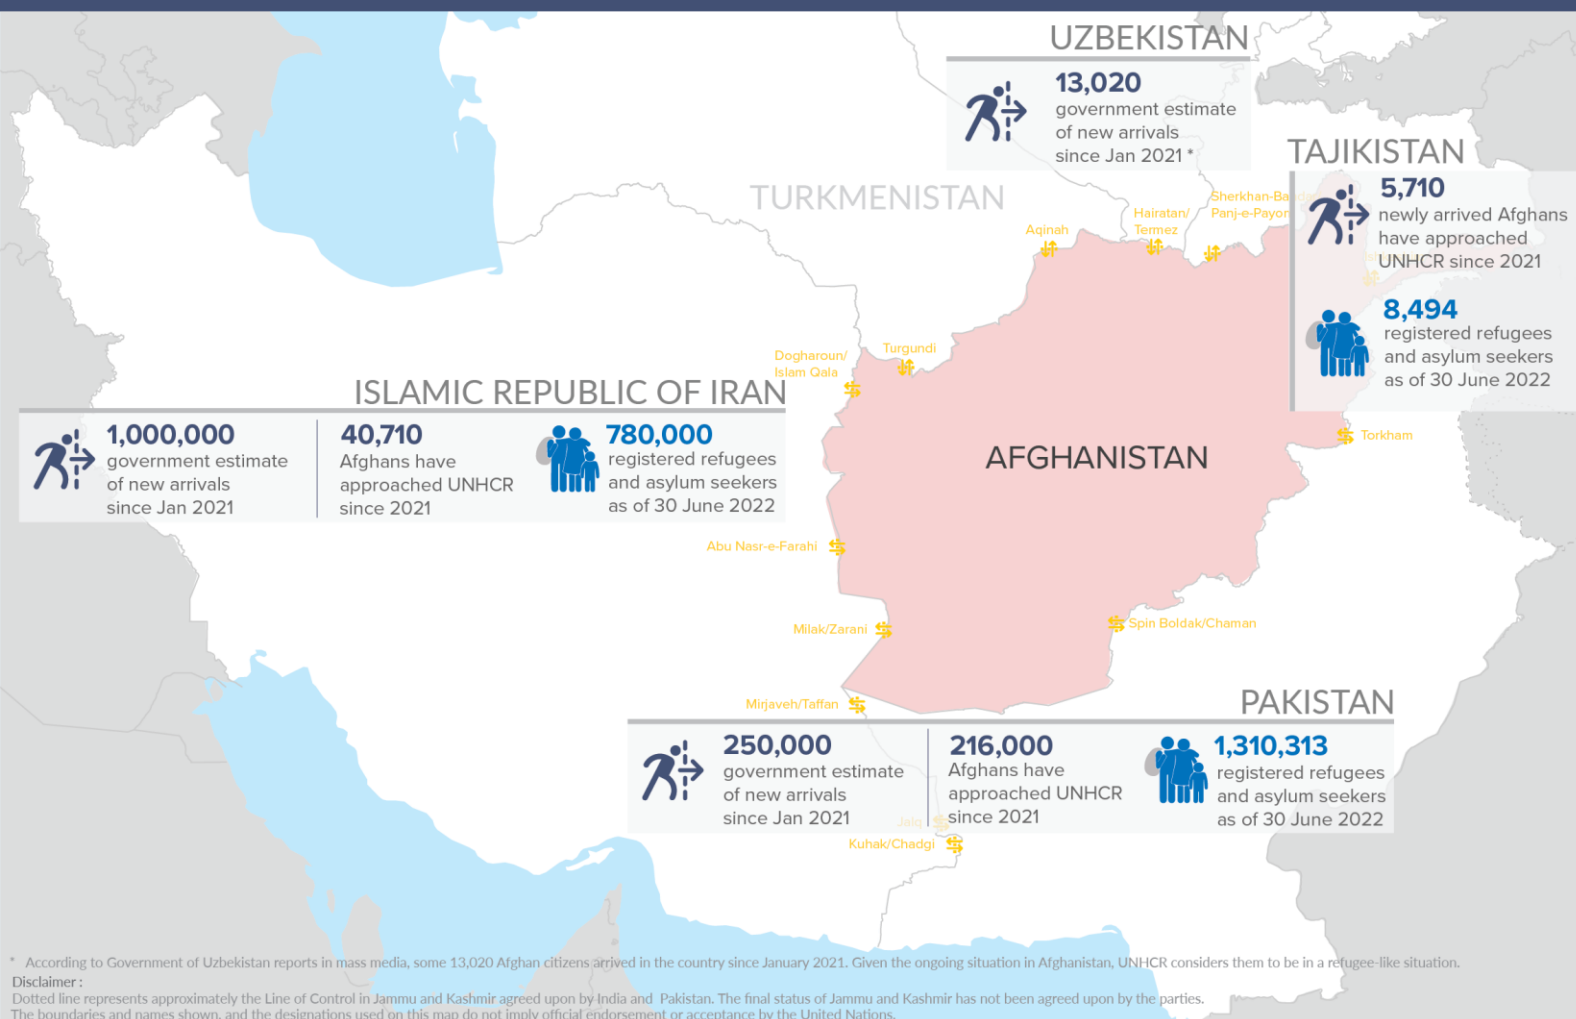 UZBEKISTAN
13,020
government estimate
of new arrivals
since Jan 2021 *
TAJIKISTAN
5,710
newly arrived Afghans
have approached
UNHCR since 2021
8,494
registered refugees
and asylum seekers
as of 30 June 2022
TURKMENISTAN
Aqinah
Hairatan/
Termez
Panj-e-Payon
Dogharoun/
Islam Qala
Turgundi
ISLAMIC REPUBLIC OF IRAN
1,000,000
government estimate
of new arrivals
since Jan 2021
40,710
Afghans have
approached UNHCR
since 2021
780,000
registered refugees
and asylum seekers
as of 30 June 2022
AFGHANISTAN
Torkham
Abu Nasr-e-Farahi
Milak/Zarani
Spin Boldak/Chaman
Mirjaveh/Taffan
PAKISTAN
250,000
government estimate
of new arrivals
since Jan 2021
216,000
Afghans have
approached UNHCR
since 2021
1,310,313
registered refugees
and asylum seekers
as of 30 June 2022
Jalq
Kuhak/Chadgi
* According to Government of Uzbekistan reports in mass media, some 13,020 Afghan citizens arrived in the country since January 2021. Given the ongoing situation in Afghanistan, UNHCR considers them to be in a refugee-like situation.
Disclaimer :
Dotted line represents approximately the Line of Control in Jammu and Kashmir agreed upon by India and Pakistan. The final status of Jammu and Kashmir has not been agreed upon by the parties.
The boundaries and names shown, and the designations used on this map do not imply official endorsement or acceptance by the United Nations.